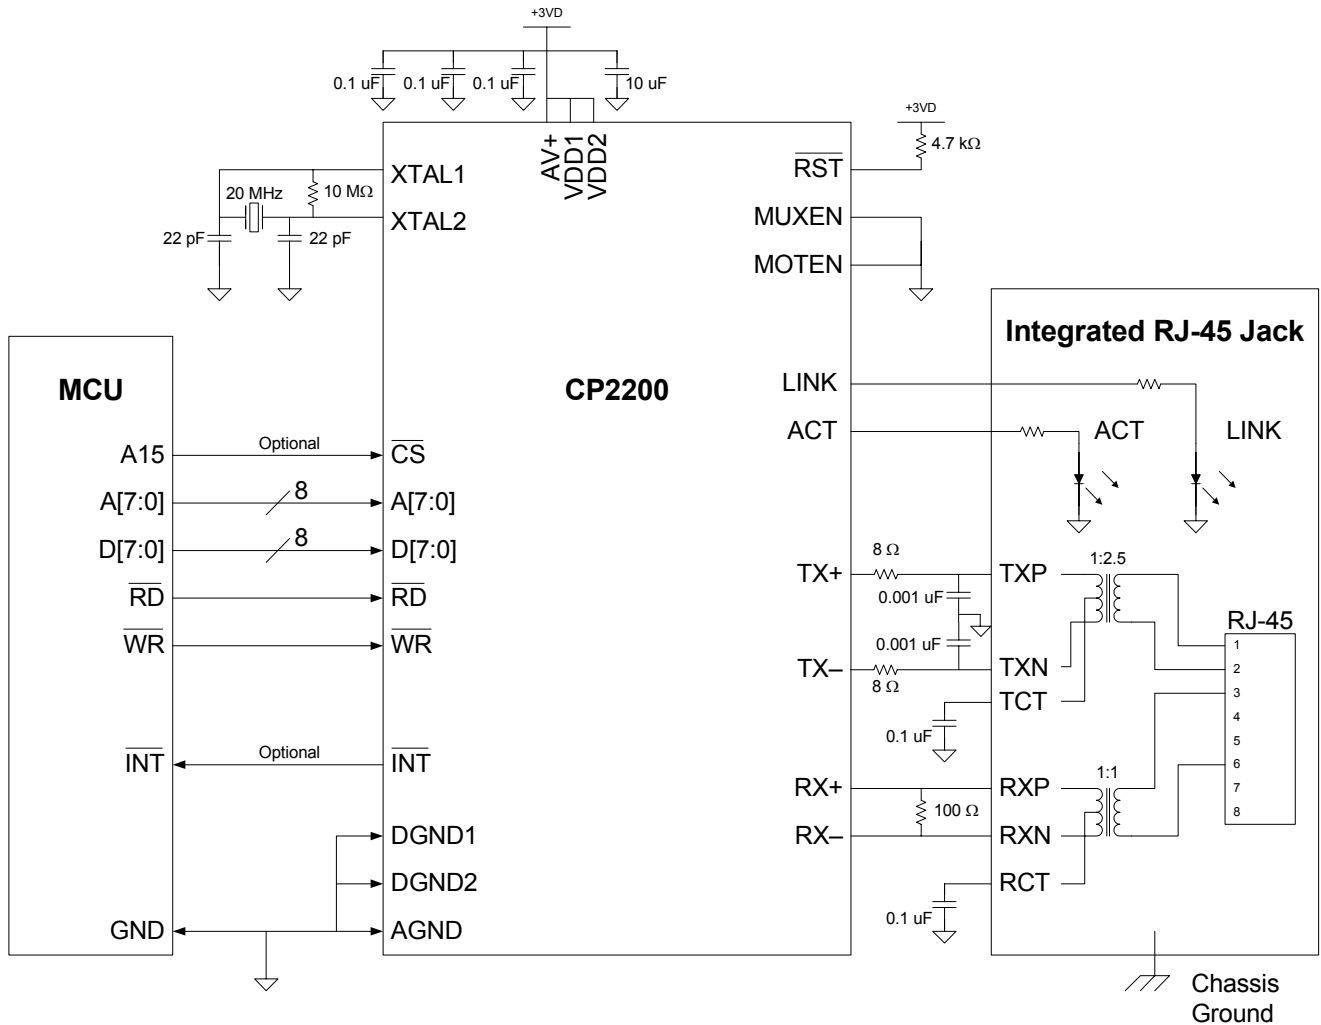 +3VD
0.1 uF
0.1 uF
0.1 uF
10 uF
AV+
VDD1
VDD2
+3VD
4.7 kΩ
XTAL1
RST
20 MHz
10 MΩ
XTAL2
MUXEN
22 pF
22 pF
MOTEN
Integrated RJ-45 Jack
MCU
CP2200
LINK
ACT
ACT
LINK
A15
Optional
CS
A[7:0]
8
A[7:0]
D[7:0]
8
D[7:0]
RD
RD
WR
WR
TX+
8 Ω
TXP
1:2.5
0.001 uF
0.001 uF
TX–
8 Ω
TXN
TCT
0.1 uF
RJ-45
1
2
3
4
5
6
7
8
INT
Optional
INT
RX+
RXP
1:1
100 Ω
RX–
RXN
RCT
0.1 uF
DGND1
DGND2
GND
AGND
Chassis
Ground